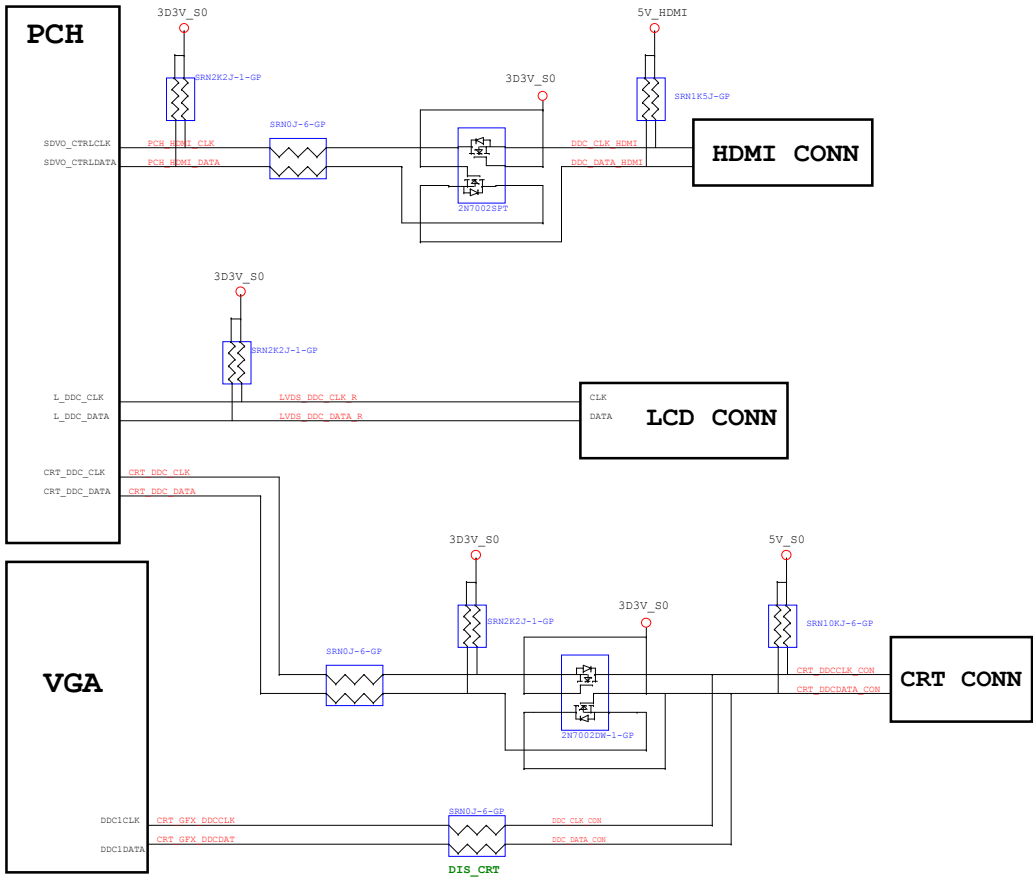 3D3V_S0
5V_HDMI
PCH
SRN2K2J-1-GP
3D3V_S0
SRN1K5J-GP
SRN0J-6-GP
SDVO_CTRLCLK
PCH_HDMI_CLK
DDC_CLK_HDMI
SDVO_CTRLDATA
PCH_HDMI_DATA
DDC_DATA_HDMI
HDMI CONN
2N7002SPT
3D3V_S0
SRN2K2J-1-GP
L_DDC_CLK
LVDS_DDC_CLK_R
CLK
L_DDC_DATA
LVDS_DDC_DATA_R
DATA
LCD CONN
CRT_DDC_CLK
CRT_DDC_CLK
CRT_DDC_DATA
CRT_DDC_DATA
3D3V_S0
5V_S0
3D3V_S0
SRN2K2J-1-GP
SRN10KJ-6-GP
SRN0J-6-GP
VGA
CRT_DDCCLK_CON
CRT_DDCDATA_CON
CRT CONN
2N7002DW-1-GP
SRN0J-6-GP
DDC1CLK
CRT_GFX_DDCCLK
DDC_CLK_CON
DDC1DATA
CRT_GFX_DDCDAT
DDC_DATA_CON
DIS_CRT